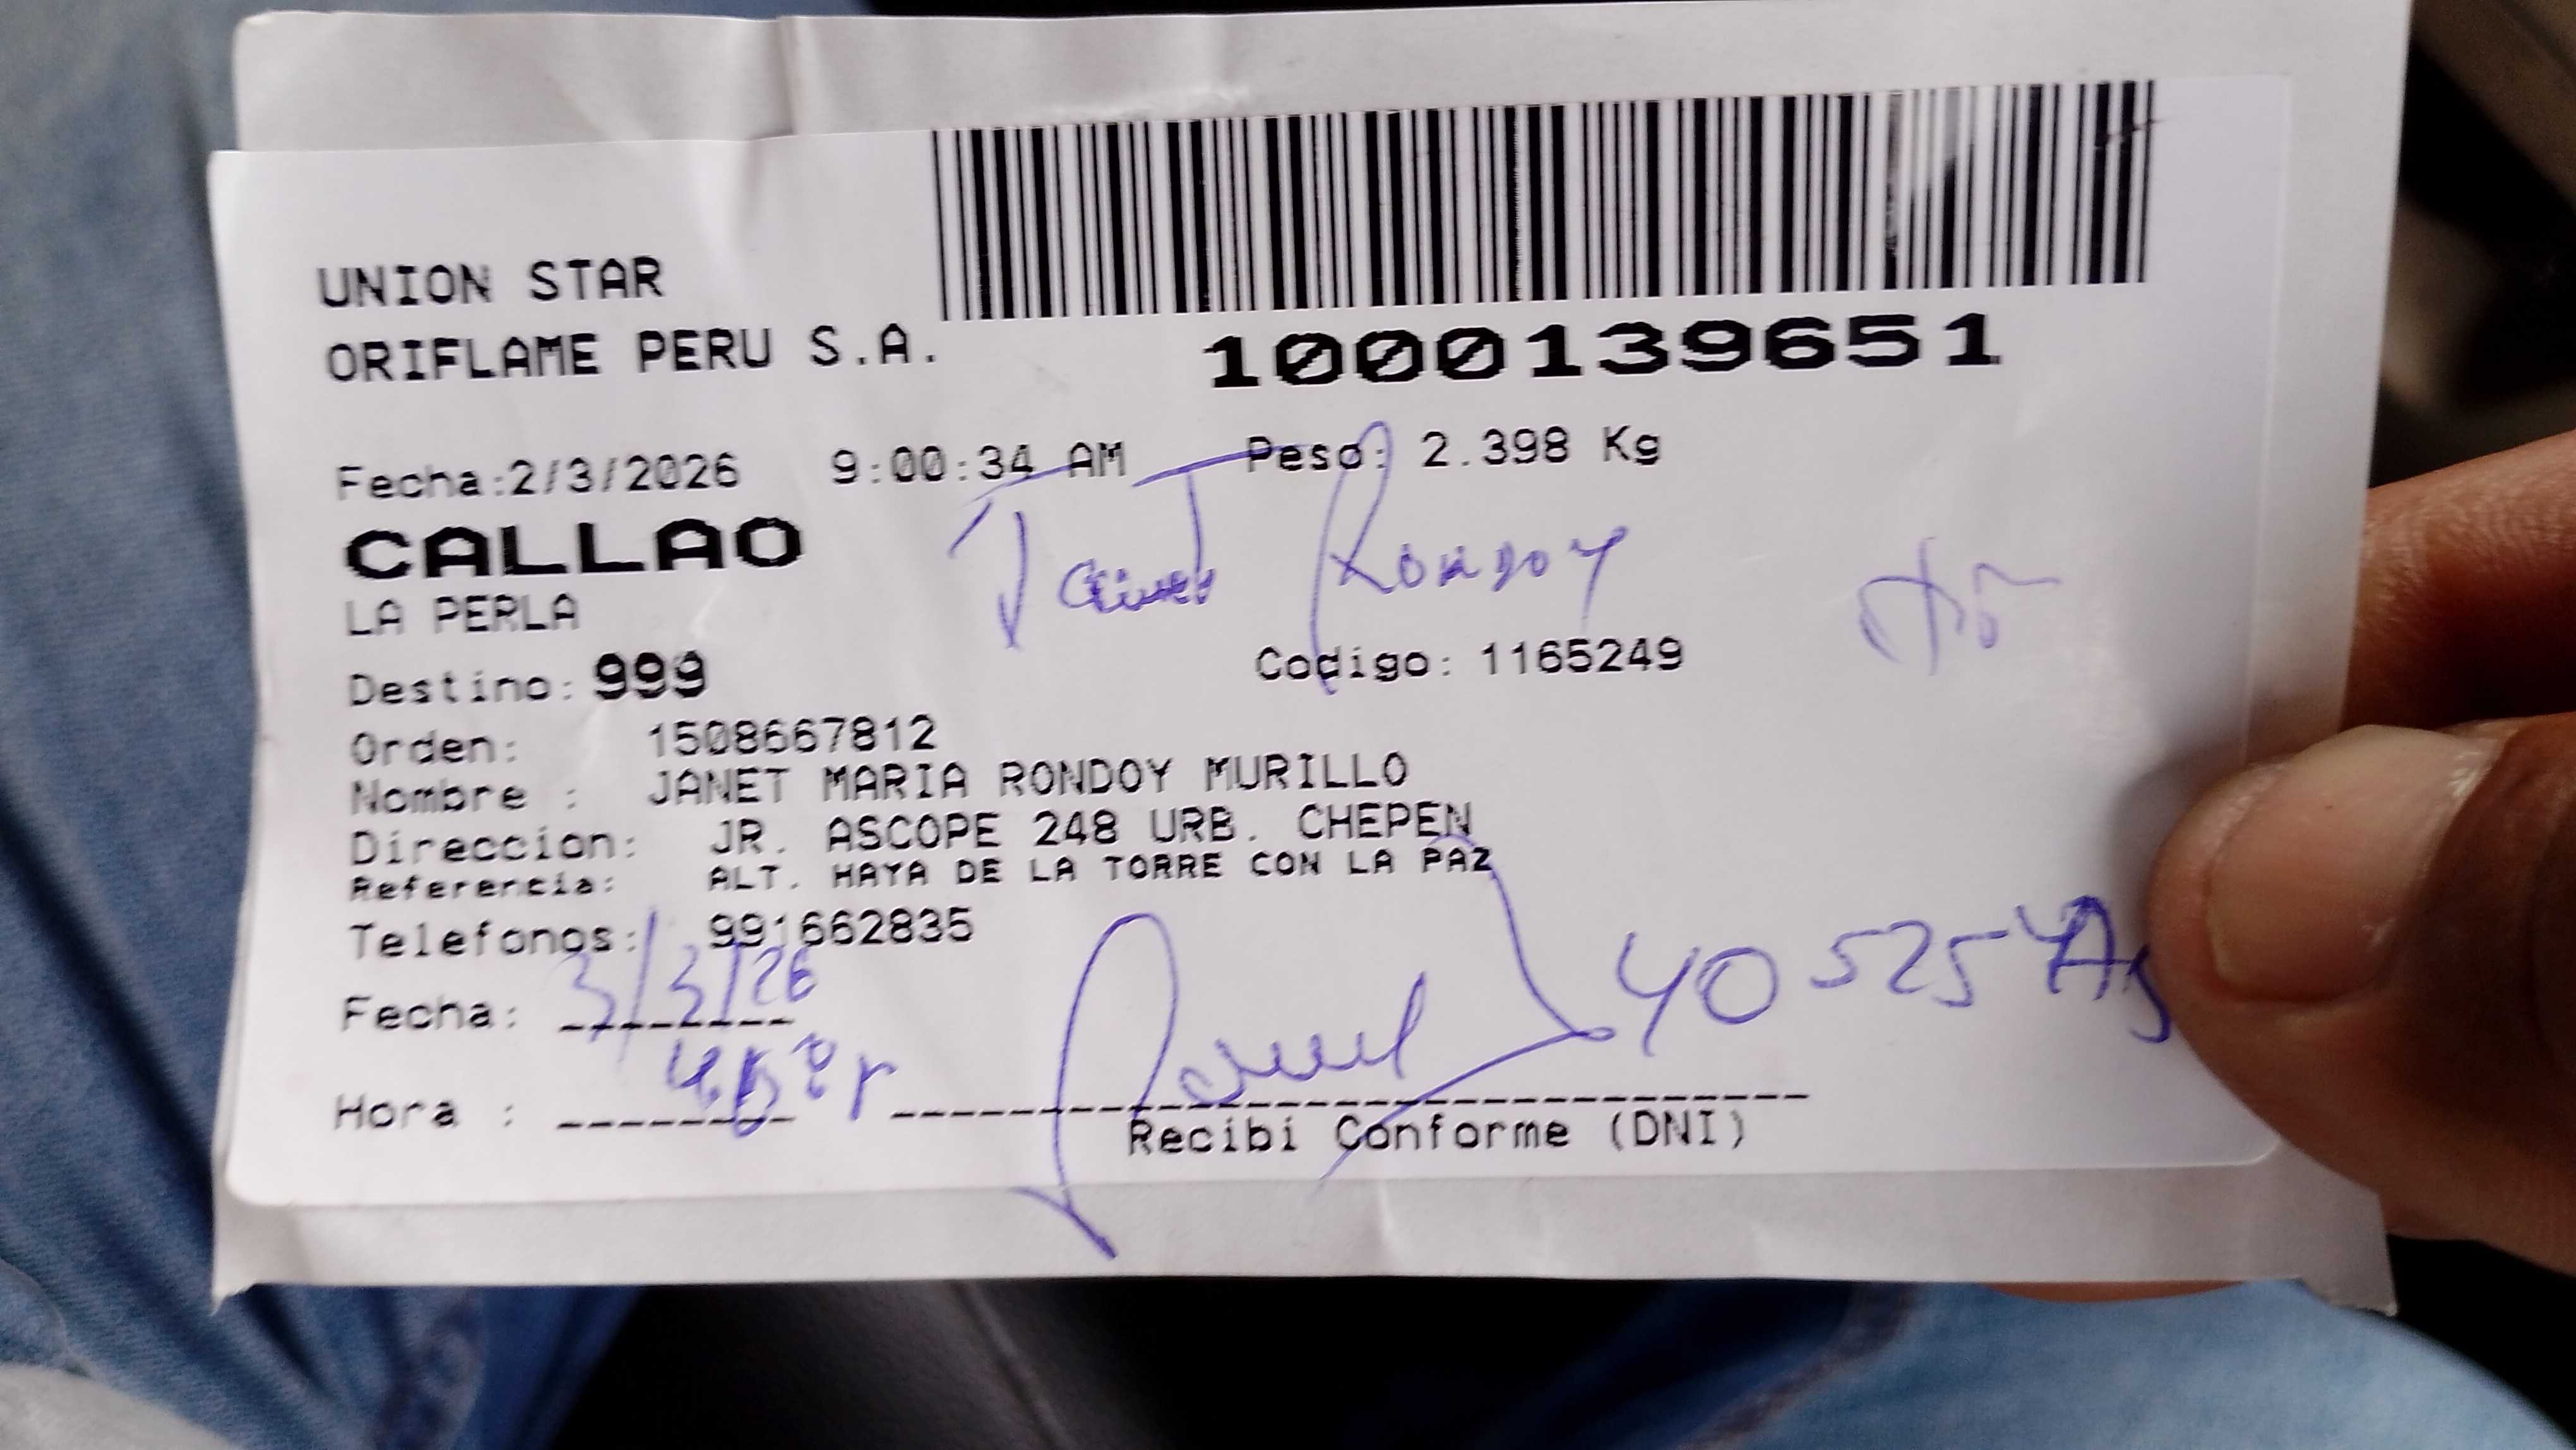 UNION STAR
ORIFLAME PERU S.A.
1000139651
Fecha:2/3/2026 9:00:34 AM Peso: 2.398 Kg
CALLAO
Janet Rondoy
LA PERLA
Destino: 999 Codigo: 1165249
Orden: 1508667812
Nombre : JANET MARIA RONDOY MURILLO
Direccion: JR. ASCOPE 248 URB. CHEPEN
Referencia: ALT. HAYA DE LA TORRE CON LA PAZ
Telefonos: 991662835
Fecha: 3/3/26
40525
Hora :
Recibi Conforme (DNI)